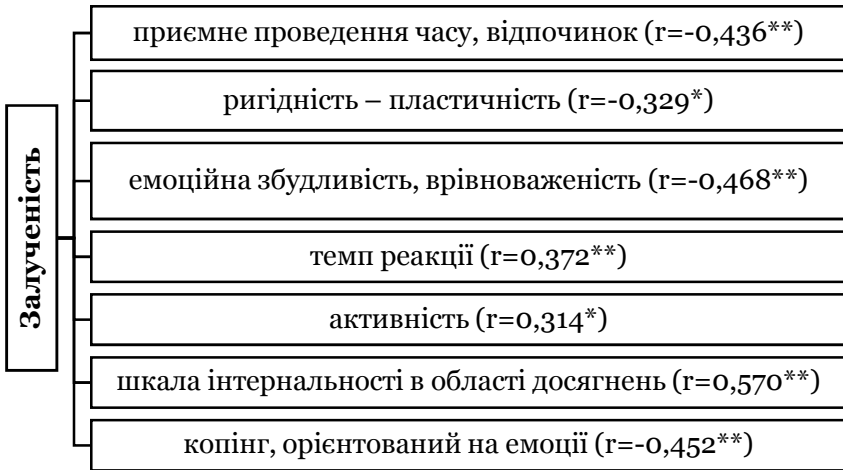 Залученість
приємне проведення часу, відпочинок (r=-0,436**)
ригідність – пластичність (r=-0,329*)
емоційна збудливість, врівноваженість (r=-0,468**)
темп реакції (r=0,372**)
активність (r=0,314*)
шкала інтернальності в області досягнень (r=0,570**)
копінг, орієнтований на емоції (r=-0,452**)